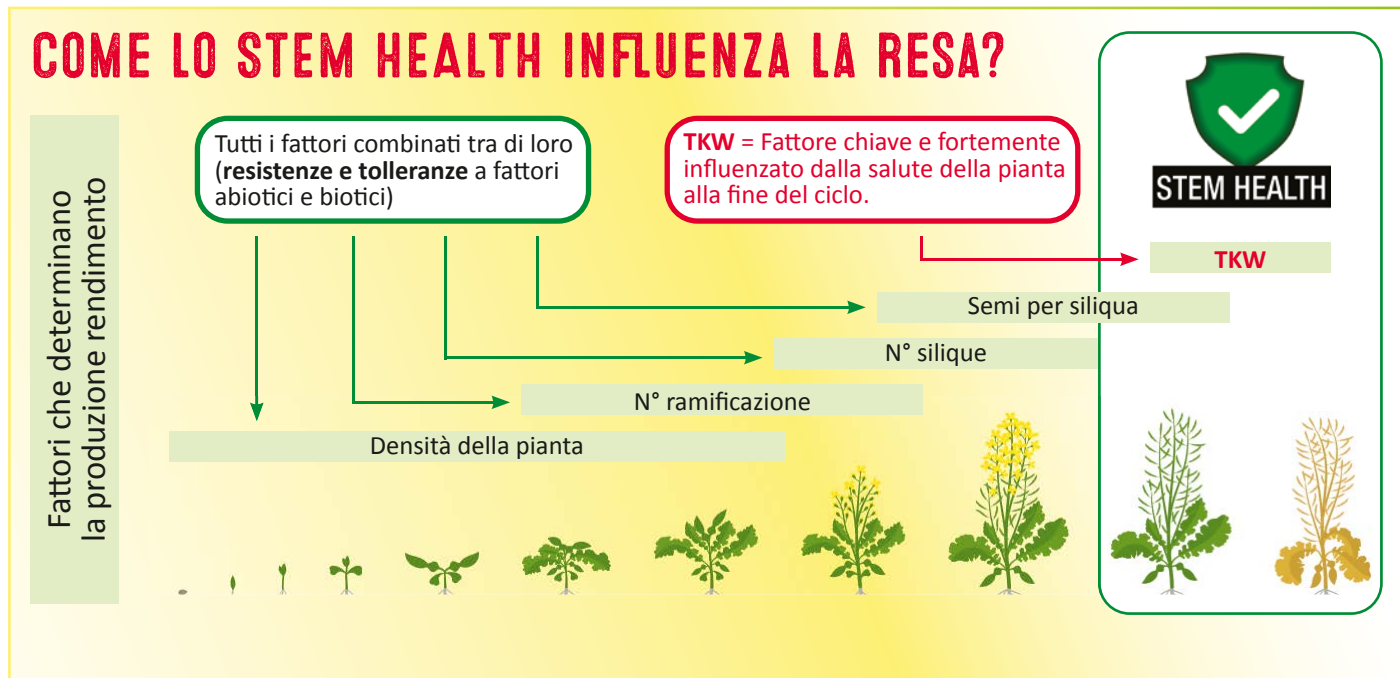 COME LO STEM HEALTH INFLUENZA LA RESA?
Fattori che determinano
la produzione rendimento
Tutti i fattori combinati tra di loro
(resistenze e tolleranze a fattori
abiotici e biotici)
TKW = Fattore chiave e fortemente
influenzato dalla salute della pianta
alla fine del ciclo.
STEM HEALTH
TKW
Semi per siliqua
N° silique
N° ramificazione
Densità della pianta